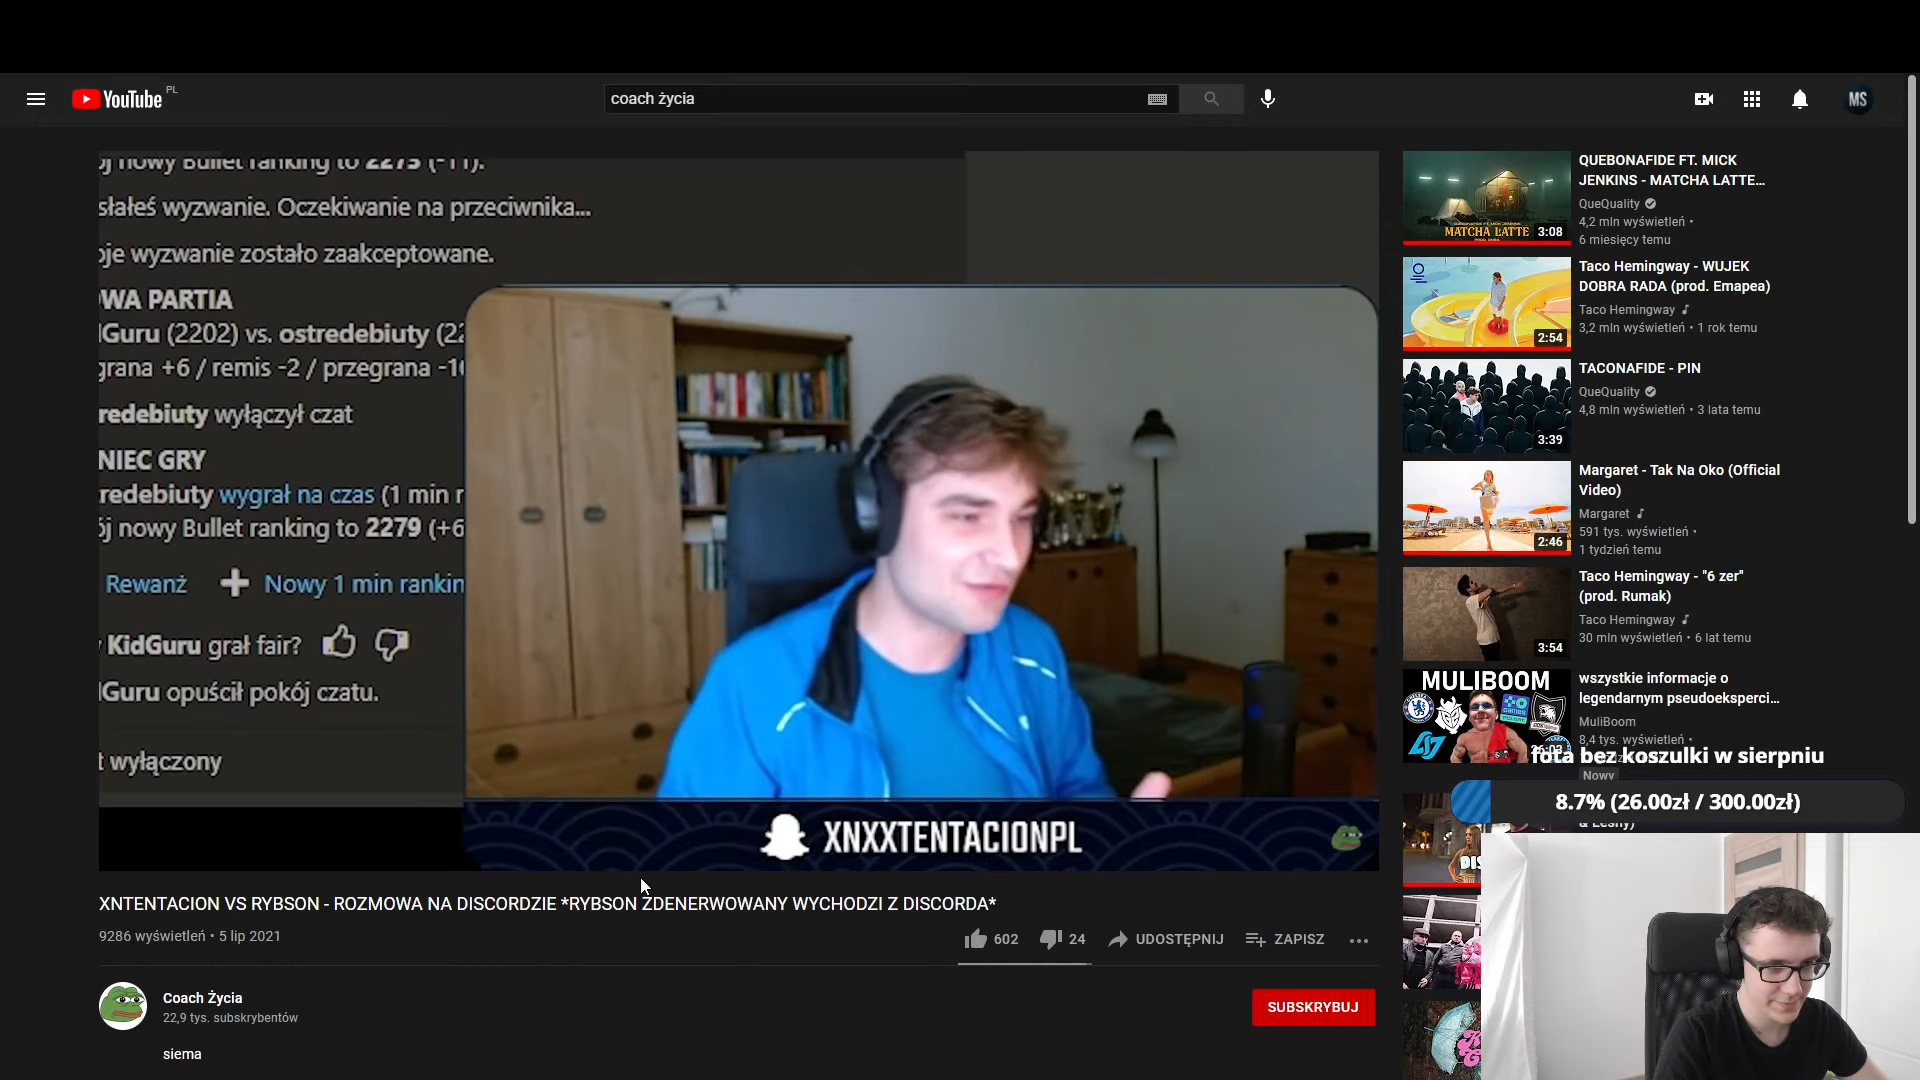 YouTube PL
coach życia
MS
j nowy Bullet ranking to 2273 (-11).
słałeś wyzwanie. Oczekiwanie na przeciwnika...
oje wyzwanie zostało zaakceptowane.
WA PARTIA
dGuru (2202) vs. ostredebiuty (22
grana +6 / remis -2 / przegrana -10
redebiuty wyłączył czat
NIEC GRY
redebiuty wygrał na czas (1 min r
ój nowy Bullet ranking to 2279 (+6
Rewanż + Nowy 1 min rankin
KidGuru grał fair?
dGuru opuścił pokój czatu.
t wyłączony
XNXXTENTACIONPL
XNTENTACION VS RYBSON - ROZMOWA NA DISCORDZIE *RYBSON ZDENERWOWANY WYCHODZI Z DISCORDA*
9286 wyświetleń • 5 lip 2021
602
24
UDOSTĘPNIJ
ZAPISZ
Coach Życia
22,9 tys. subskrybentów
SUBSKRYBUJ
siema
MATCHA LATTE
3:08
QUEBONAFIDE FT. MICK
JENKINS - MATCHA LATTE...
QueQuality
4,2 mln wyświetleń •
6 miesięcy temu
2:54
Taco Hemingway - WUJEK
DOBRA RADA (prod. Emapea)
Taco Hemingway
3,2 mln wyświetleń • 1 rok temu
3:39
TACONAFIDE - PIN
QueQuality
4,8 mln wyświetleń • 3 lata temu
2:46
Margaret - Tak Na Oko (Official
Video)
Margaret
591 tys. wyświetleń •
1 tydzień temu
3:54
Taco Hemingway - "6 zer"
(prod. Rumak)
Taco Hemingway
30 mln wyświetleń • 6 lat temu
MULIBOOM
26:03
wszystkie informacje o
legendarnym pseudoeksperci...
MuliBoom
8,4 tys. wyświetleń •
Nowy
fota bez koszulki w sierpniu
8.7% (26.00zł / 300.00zł)